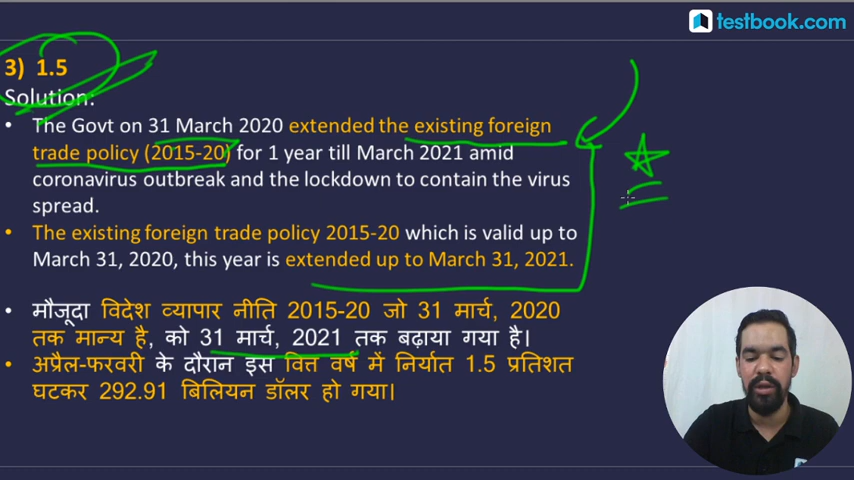 testbook.com
3) 1.5
Solution:
• The Govt on 31 March 2020 extended the existing foreign
trade policy (2015-20) for 1 year till March 2021 amid
coronavirus outbreak and the lockdown to contain the virus
spread.
• The existing foreign trade policy 2015-20 which is valid up to
March 31, 2020, this year is extended up to March 31, 2021.
• मौजूदा विदेश व्यापार नीति 2015-20 जो 31 मार्च, 2020
तक मान्य है, को 31 मार्च, 2021 तक बढ़ाया गया है।
• अप्रैल-फरवरी के दौरान इस वित्त वर्ष में निर्यात 1.5 प्रतिशत
घटकर 292.91 बिलियन डॉलर हो गया।